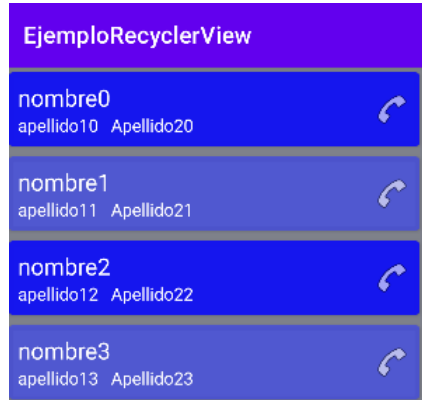 EjemploRecyclerView
nombre0
apellido10 Apellido20
nombre1
apellido11 Apellido21
nombre2
apellido12 Apellido22
nombre3
apellido13 Apellido23